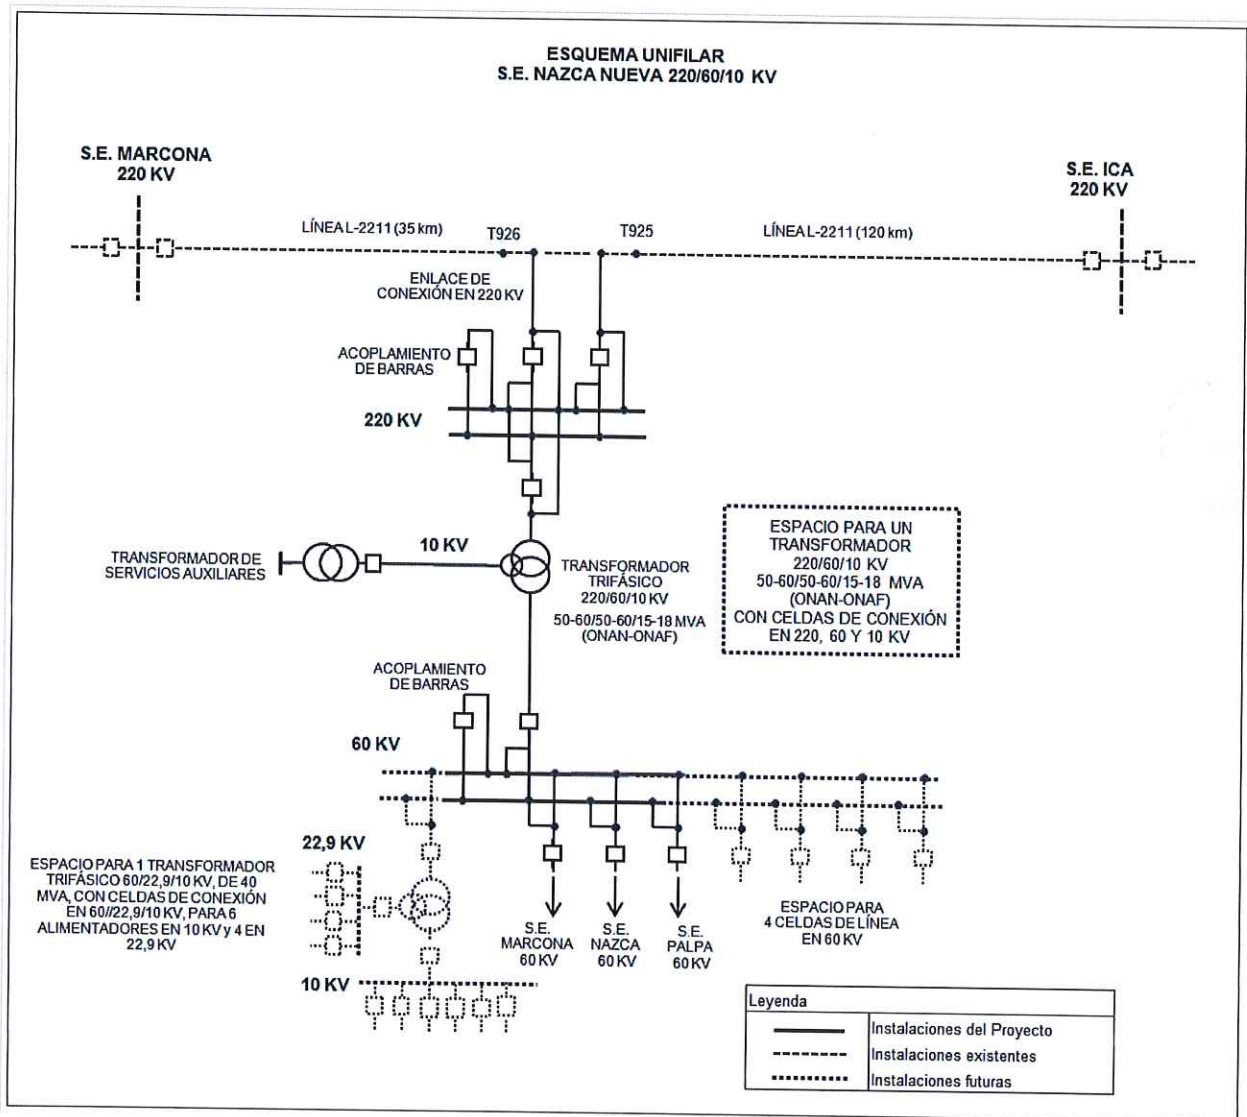 ESQUEMA UNIFILAR
S.E. NAZCA NUEVA 220/60/10 KV
S.E. MARCONA
220 KV
S.E. ICA
220 KV
LÍNEA L-2211 (35 km)
T926
T925
LÍNEA L-2211 (120 km)
ENLACE DE
CONEXIÓN EN 220 KV
ACOPLAMIENTO
DE BARRAS
220 KV
10 KV
TRANSFORMADOR DE
SERVICIOS AUXILIARES
TRANSFORMADOR
TRIFÁSICO
220/60/10 KV
50-60/50-60/15-18 MVA
(ONAN-ONAF)
ESPACIO PARA UN
TRANSFORMADOR
220/60/10 KV
50-60/50-60/15-18 MVA
(ONAN-ONAF)
CON CELDAS DE CONEXIÓN
EN 220, 60 Y 10 KV
ACOPLAMIENTO
DE BARRAS
60 KV
22,9 KV
ESPACIO PARA 1 TRANSFORMADOR
TRIFÁSICO 60/22,9/10 KV, DE 40
MVA, CON CELDAS DE CONEXIÓN
EN 60//22,9/10 KV, PARA 6
ALIMENTADORES EN 10 KV y 4 EN
22,9 KV
10 KV
S.E.
MARCONA
60 KV
S.E.
NAZCA
60 KV
S.E.
PALPA
60 KV
ESPACIO PARA
4 CELDAS DE LÍNEA
EN 60 KV
Leyenda
Instalaciones del Proyecto
Instalaciones existentes
Instalaciones futuras